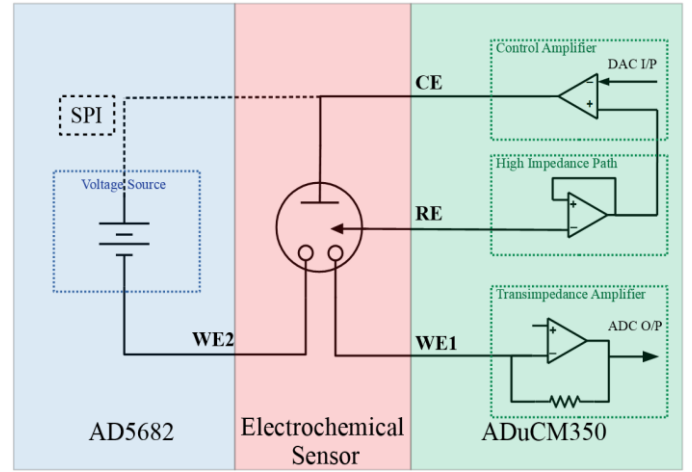 Control Amplifier
DAC I/P
CE
SPI
−
+
High Impedance Path
Voltage Source
+
−
RE
Transimpedance Amplifier
ADC O/P
+
−
WE2
WE1
AD5682
Electrochemical
Sensor
ADuCM350